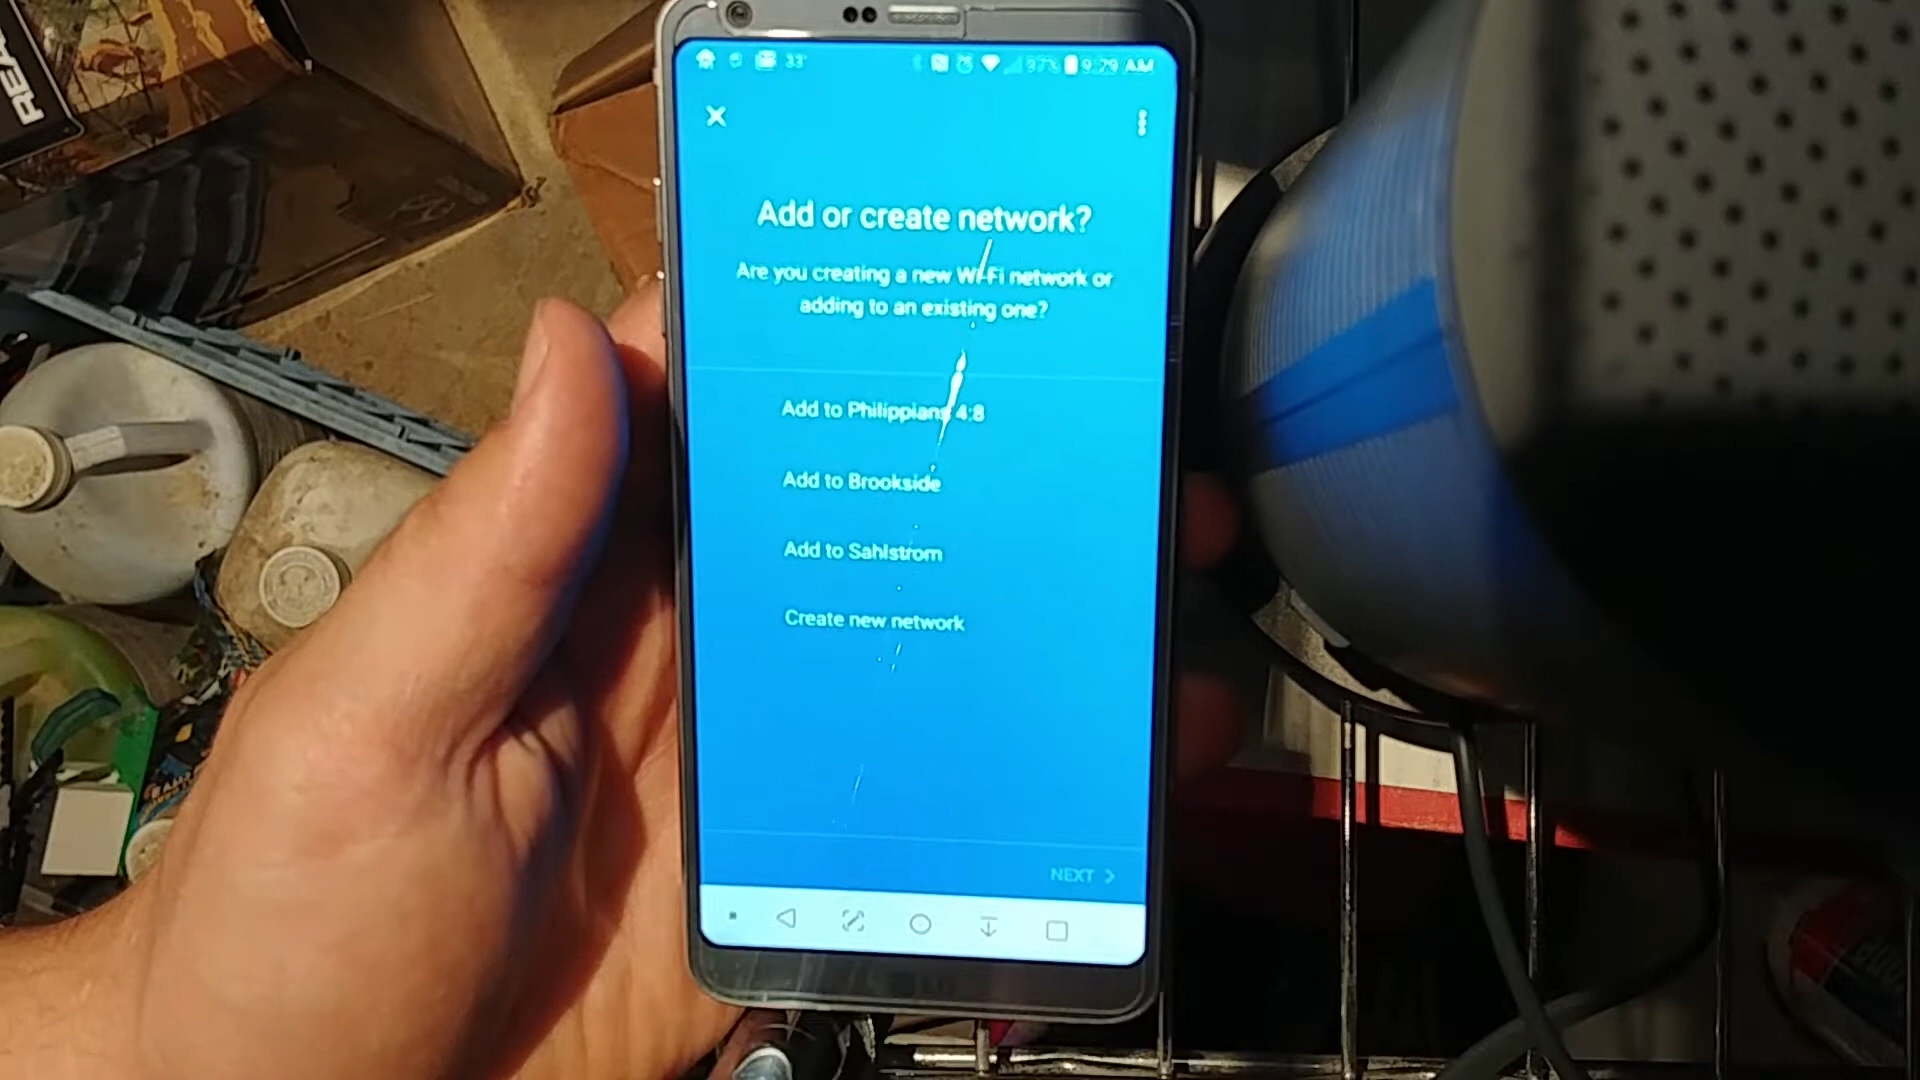 33°
97% 9:29 AM
Add or create network?
Are you creating a new Wi-Fi network or
adding to an existing one?
Add to Philippians 4:8
Add to Brookside
Add to Sahlstrom
Create new network
NEXT